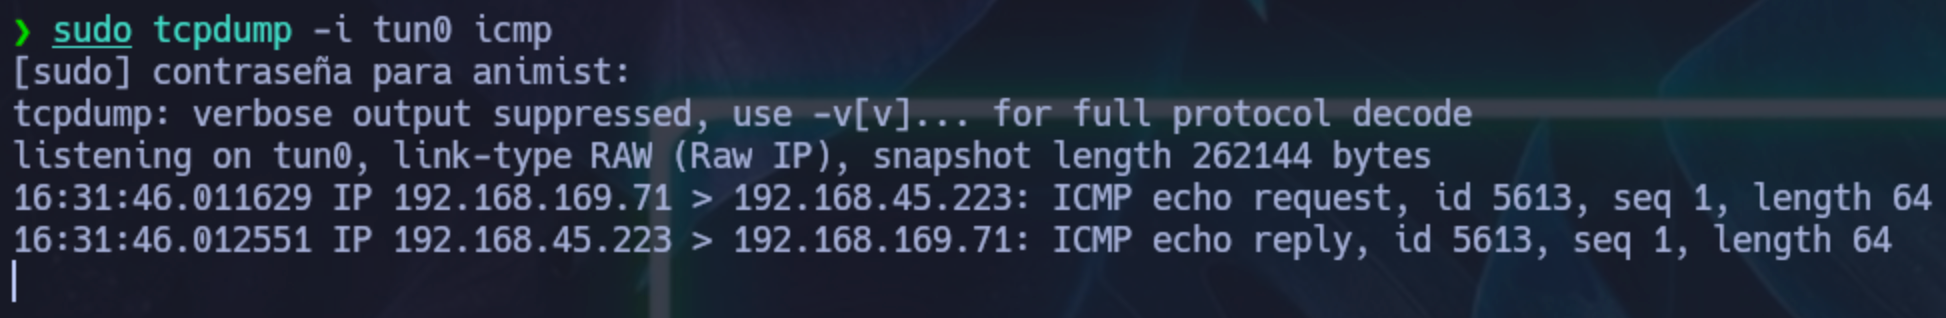 ❯ sudo tcpdump -i tun0 icmp
[sudo] contraseña para animist:
tcpdump: verbose output suppressed, use -v[v]... for full protocol decode
listening on tun0, link-type RAW (Raw IP), snapshot length 262144 bytes
16:31:46.011629 IP 192.168.169.71 > 192.168.45.223: ICMP echo request, id 5613, seq 1, length 64
16:31:46.012551 IP 192.168.45.223 > 192.168.169.71: ICMP echo reply, id 5613, seq 1, length 64